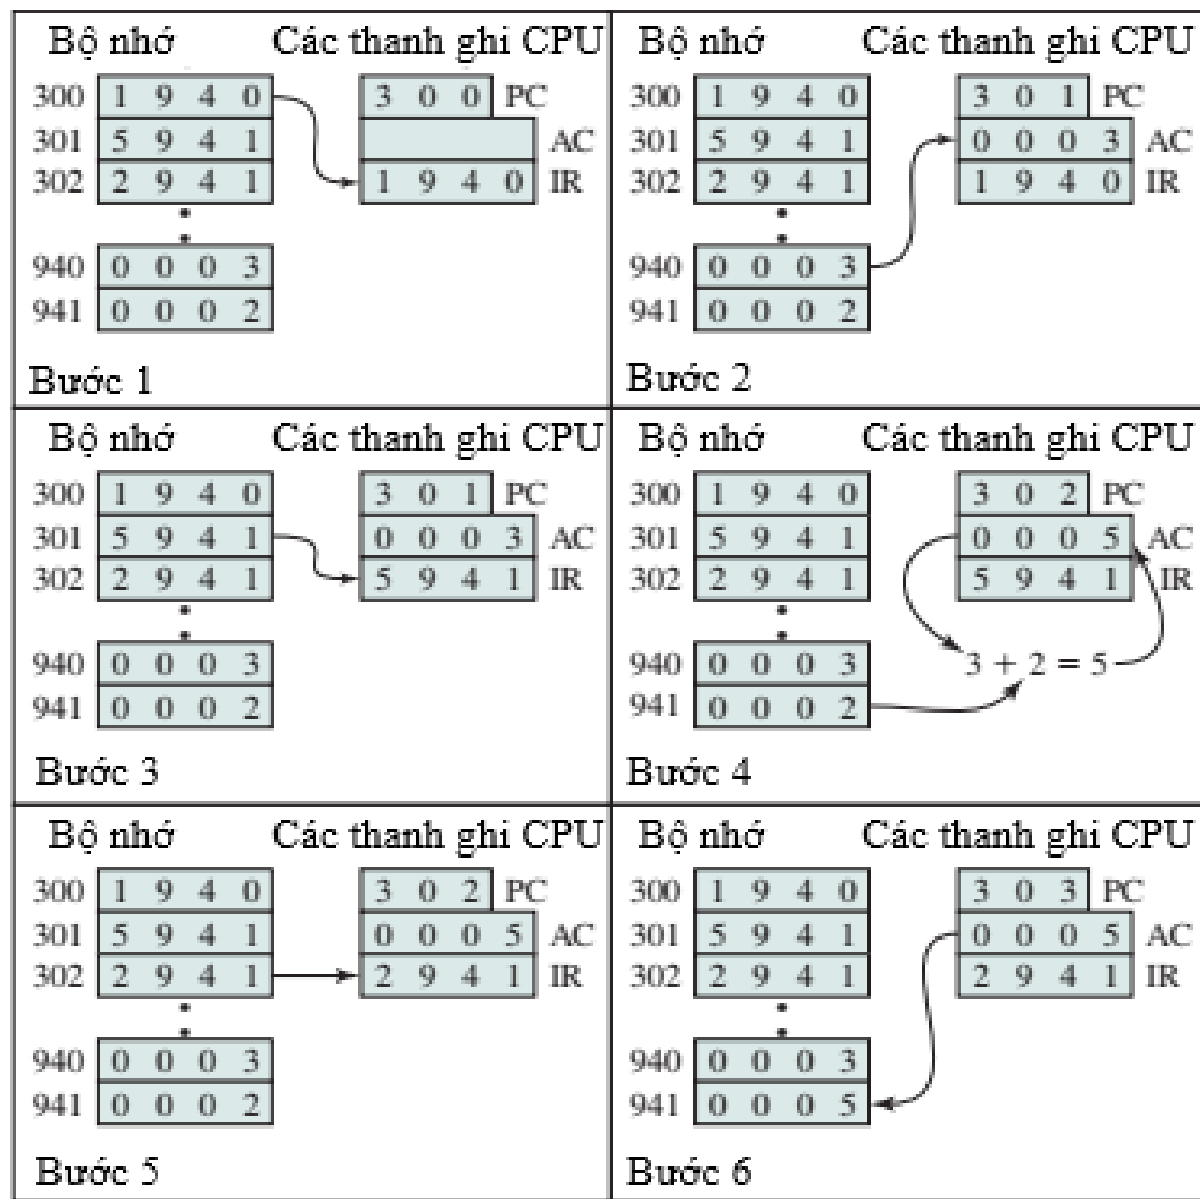 Bộ nhớ Các thanh ghi CPU
300 1 9 4 0 3 0 0 PC
301 5 9 4 1 AC
302 2 9 4 1 1 9 4 0 IR
940 0 0 0 3
941 0 0 0 2
Bước 1
Bộ nhớ Các thanh ghi CPU
300 1 9 4 0 3 0 1 PC
301 5 9 4 1 0 0 0 3 AC
302 2 9 4 1 1 9 4 0 IR
940 0 0 0 3
941 0 0 0 2
Bước 2
Bộ nhớ Các thanh ghi CPU
300 1 9 4 0 3 0 1 PC
301 5 9 4 1 0 0 0 3 AC
302 2 9 4 1 5 9 4 1 IR
940 0 0 0 3
941 0 0 0 2
Bước 3
Bộ nhớ Các thanh ghi CPU
300 1 9 4 0 3 0 2 PC
301 5 9 4 1 0 0 0 5 AC
302 2 9 4 1 5 9 4 1 IR
940 0 0 0 3 3 + 2 = 5
941 0 0 0 2
Bước 4
Bộ nhớ Các thanh ghi CPU
300 1 9 4 0 3 0 2 PC
301 5 9 4 1 0 0 0 5 AC
302 2 9 4 1 2 9 4 1 IR
940 0 0 0 3
941 0 0 0 2
Bước 5
Bộ nhớ Các thanh ghi CPU
300 1 9 4 0 3 0 3 PC
301 5 9 4 1 0 0 0 5 AC
302 2 9 4 1 2 9 4 1 IR
940 0 0 0 3
941 0 0 0 5
Bước 6